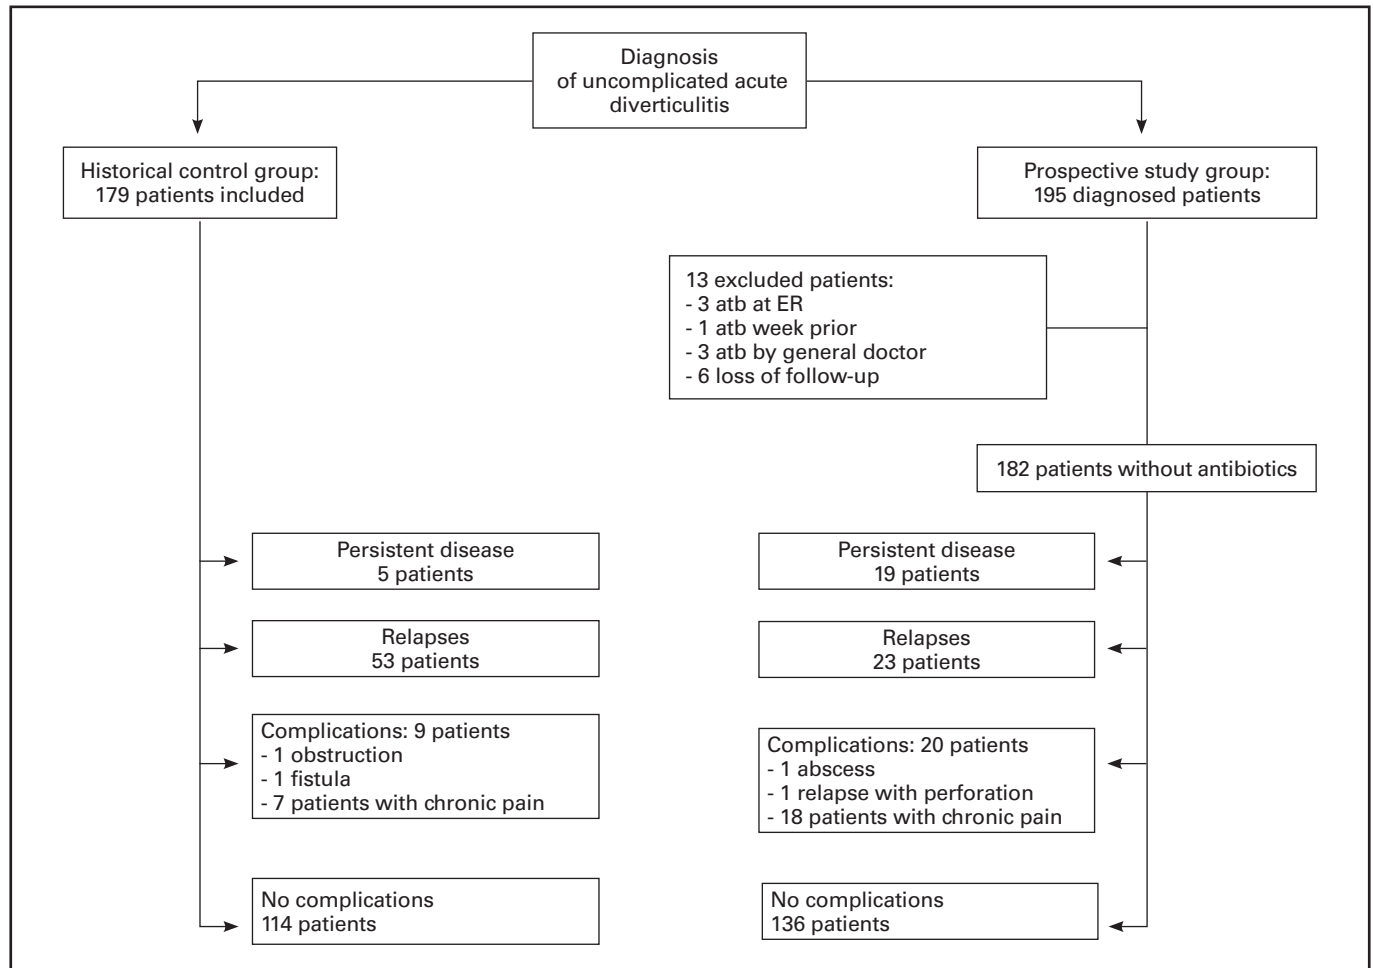 Diagnosis
of uncomplicated acute
diverticulitis
Historical control group:
179 patients included
Prospective study group:
195 diagnosed patients
13 excluded patients:
- 3 atb at ER
- 1 atb week prior
- 3 atb by general doctor
- 6 loss of follow-up
182 patients without antibiotics
Persistent disease
5 patients
Persistent disease
19 patients
Relapses
53 patients
Relapses
23 patients
Complications: 9 patients
- 1 obstruction
- 1 fistula
- 7 patients with chronic pain
Complications: 20 patients
- 1 abscess
- 1 relapse with perforation
- 18 patients with chronic pain
No complications
114 patients
No complications
136 patients